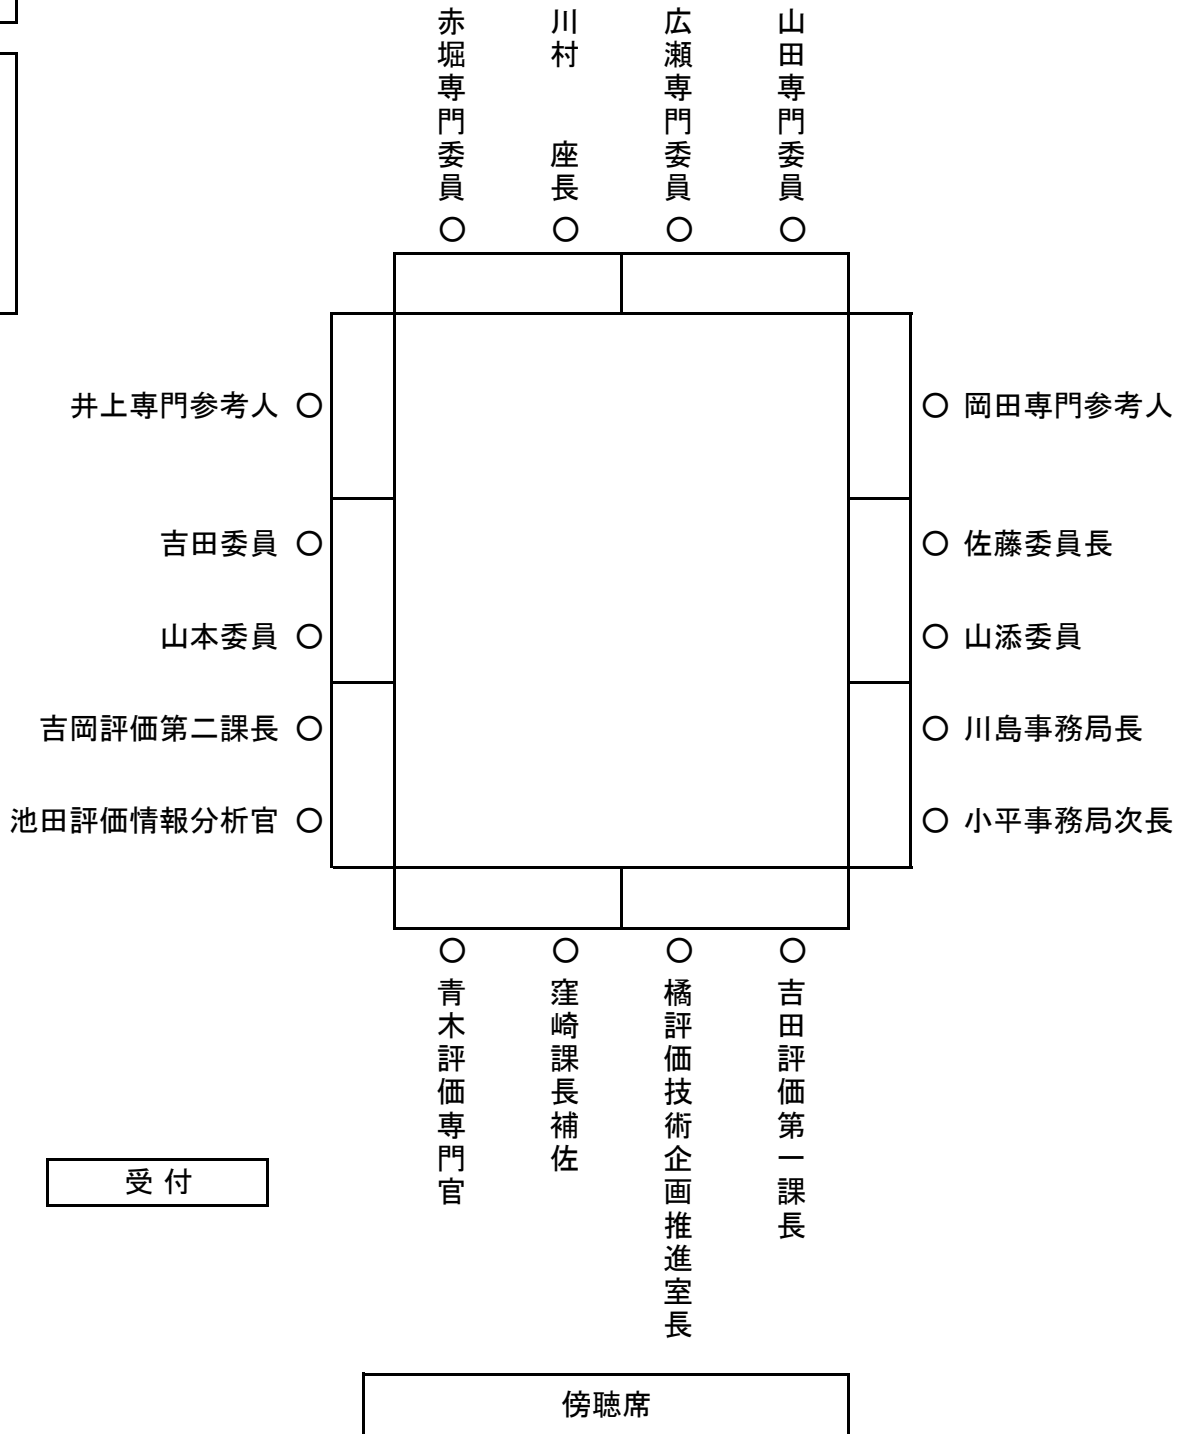 赤堀専門委員
川村 座長
広瀬専門委員
山田専門委員
井上専門参考人
岡田専門参考人
吉田委員
佐藤委員長
山本委員
山添委員
吉岡評価第二課長
川島事務局長
池田評価情報分析官
小平事務局次長
青木評価専門官
窪崎課長補佐
橘評価技術企画推進室長
吉田評価第一課長
受付
傍聴席